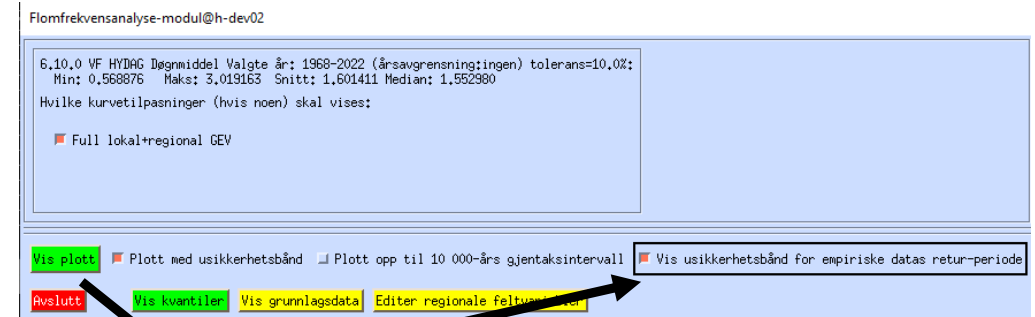 Flomfrekvensanalyse-modul@h-dev02
6.10.0 VF HYDAG Døgnmiddel Valgte år: 1968-2022 (årsavgrensning:ingen) tolerans=10.0%:
Min: 0.568876 Maks: 3.019163 Snitt: 1.601411 Median: 1.552980
Hvilke kurvetilpasninger (hvis noen) skal vises:
Full lokal+regional GEV
Vis plott Plott med usikkerhetsbånd Plott opp til 10 000-års gjentaksintervall Vis usikkerhetsbånd for empiriske datas retur-periode
Avslutt Vis kvantiler Vis grunnlagsdata Editer regionale